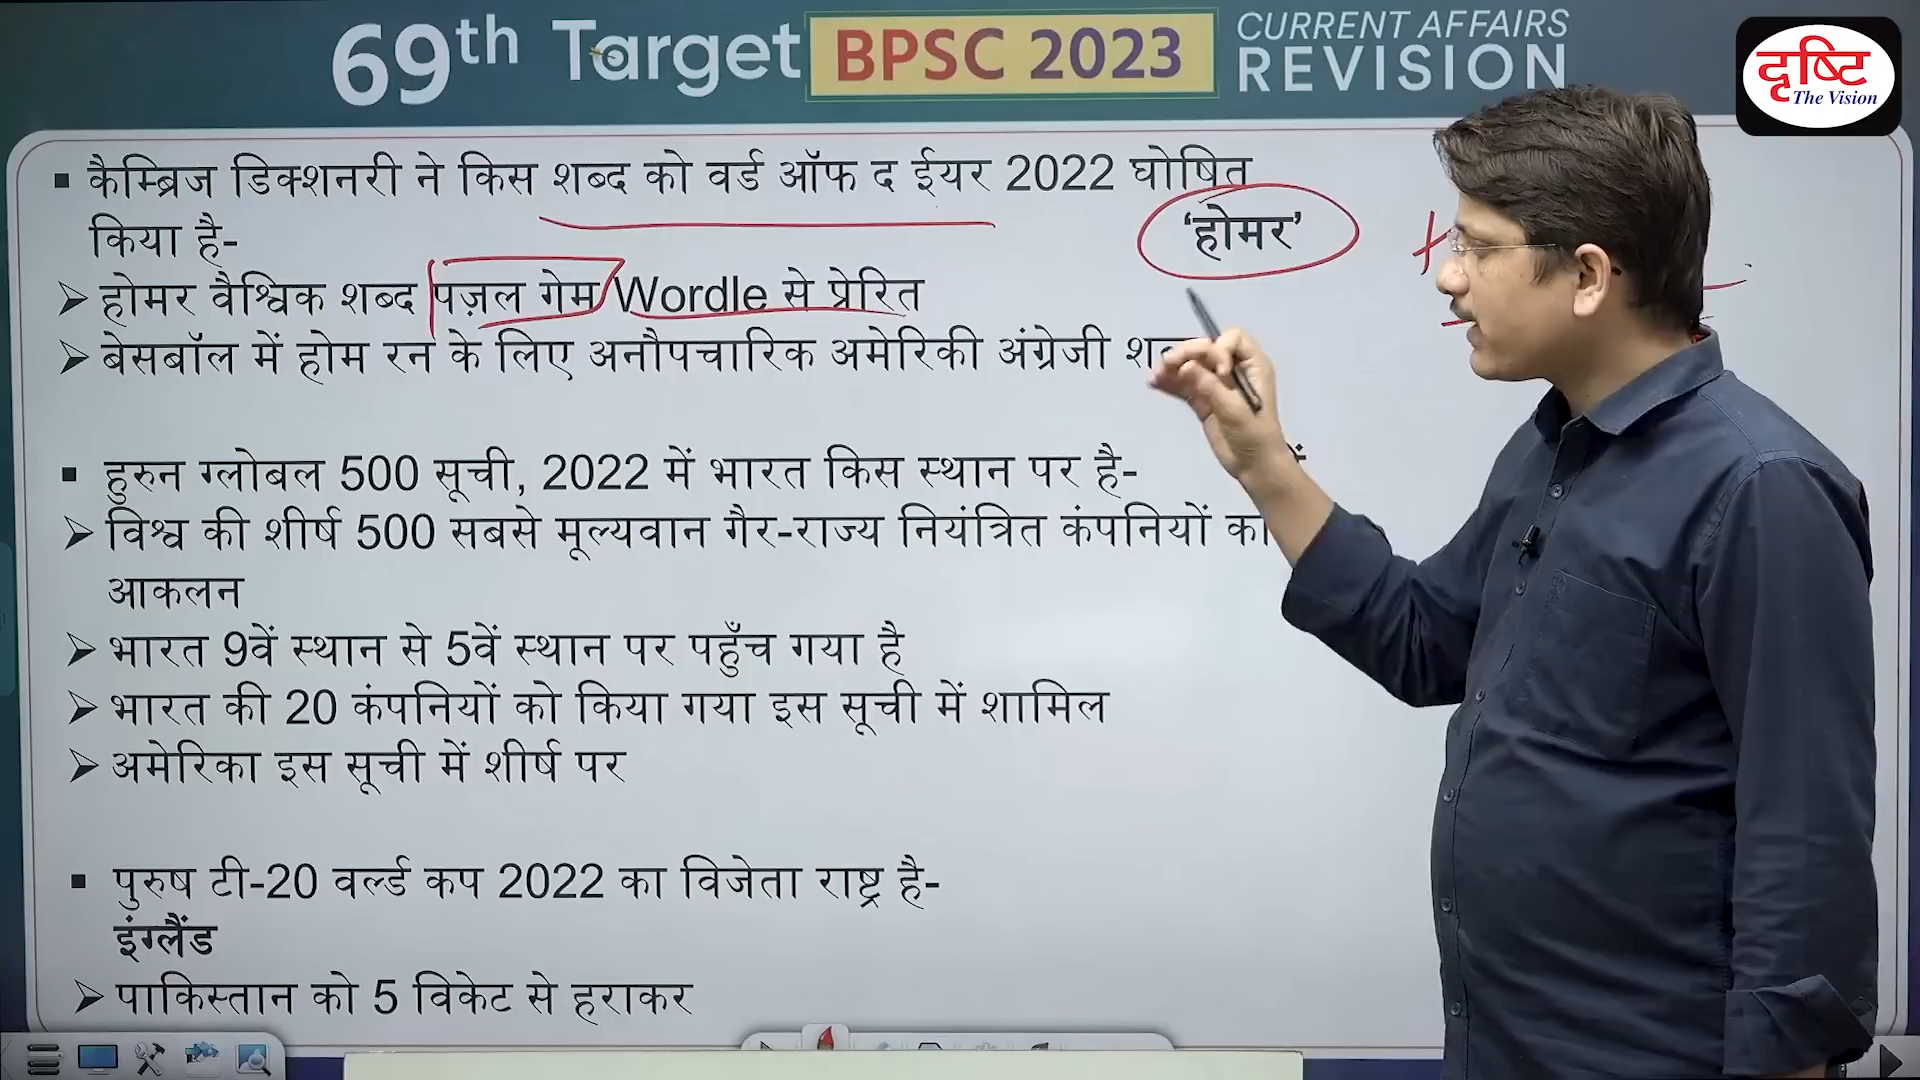 69th Target BPSC 2023 CURRENT AFFAIRS
REVISION
दृष्टि
The Vision
▪ कैम्ब्रिज डिक्शनरी ने किस शब्द को वर्ड ऑफ द ईयर 2022 घोषित
किया है- ‘होमर’
➢ होमर वैश्विक शब्द पज़ल गेम Wordle से प्रेरित
➢ बेसबॉल में होम रन के लिए अनौपचारिक अमेरिकी अंग्रेजी
▪ हुरुन ग्लोबल 500 सूची, 2022 में भारत किस स्थान पर है-
➢ विश्व की शीर्ष 500 सबसे मूल्यवान गैर-राज्य नियंत्रित कंपनियों का
आकलन
➢ भारत 9वें स्थान से 5वें स्थान पर पहुँच गया है
➢ भारत की 20 कंपनियों को किया गया इस सूची में शामिल
➢ अमेरिका इस सूची में शीर्ष पर
▪ पुरुष टी-20 वर्ल्ड कप 2022 का विजेता राष्ट्र है-
इंग्लैंड
➢ पाकिस्तान को 5 विकेट से हराकर